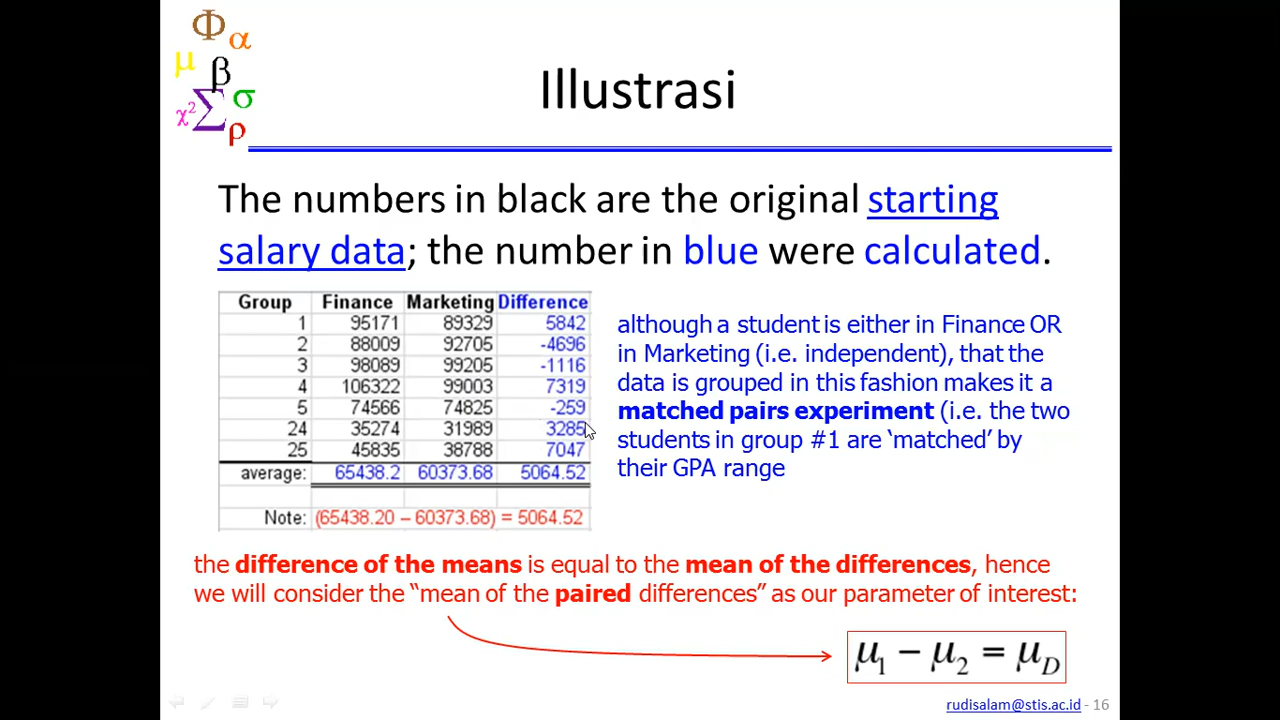 Φ α
μ β
χ² Σ σ
ρ
Illustrasi
The numbers in black are the original starting
salary data; the number in blue were calculated.
Group Finance Marketing Difference
1 95171 89329 5842
2 88009 92705 -4696
3 98089 99205 -1116
4 106322 99003 7319
5 74566 74825 -259
24 35274 31989 3285
25 45835 38788 7047
average: 65438.2 60373.68 5064.52
Note: (65438.20 – 60373.68) = 5064.52
although a student is either in Finance OR
in Marketing (i.e. independent), that the
data is grouped in this fashion makes it a
matched pairs experiment (i.e. the two
students in group #1 are ‘matched’ by
their GPA range
the difference of the means is equal to the mean of the differences, hence
we will consider the “mean of the paired differences” as our parameter of interest:
μ₁ − μ₂ = μ_D
rudisalam@stis.ac.id - 16